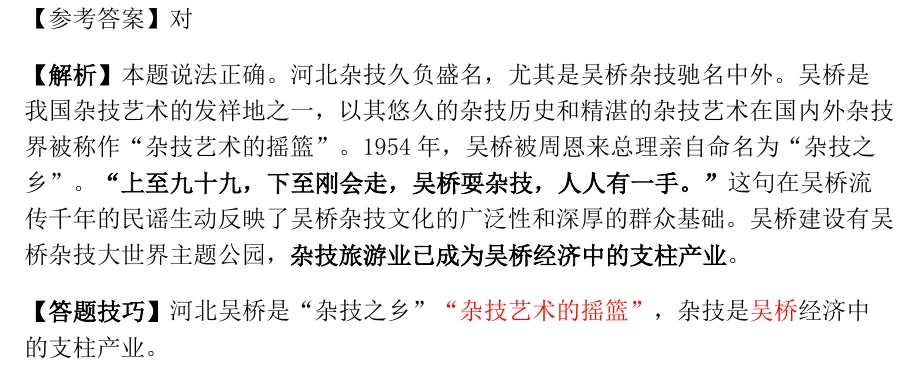 【参考答案】对
【解析】本题说法正确。河北杂技久负盛名，尤其是吴桥杂技驰名中外。吴桥是
我国杂技艺术的发祥地之一，以其悠久的杂技历史和精湛的杂技艺术在国内外杂技
界被称作“杂技艺术的摇篮”。1954 年，吴桥被周恩来总理亲自命名为“杂技之
乡”。“上至九十九，下至刚会走，吴桥耍杂技，人人有一手。”这句在吴桥流
传千年的民谣生动反映了吴桥杂技文化的广泛性和深厚的群众基础。吴桥建设有吴
桥杂技大世界主题公园，杂技旅游业已成为吴桥经济中的支柱产业。
【答题技巧】河北吴桥是“杂技之乡”“杂技艺术的摇篮”，杂技是吴桥经济中
的支柱产业。